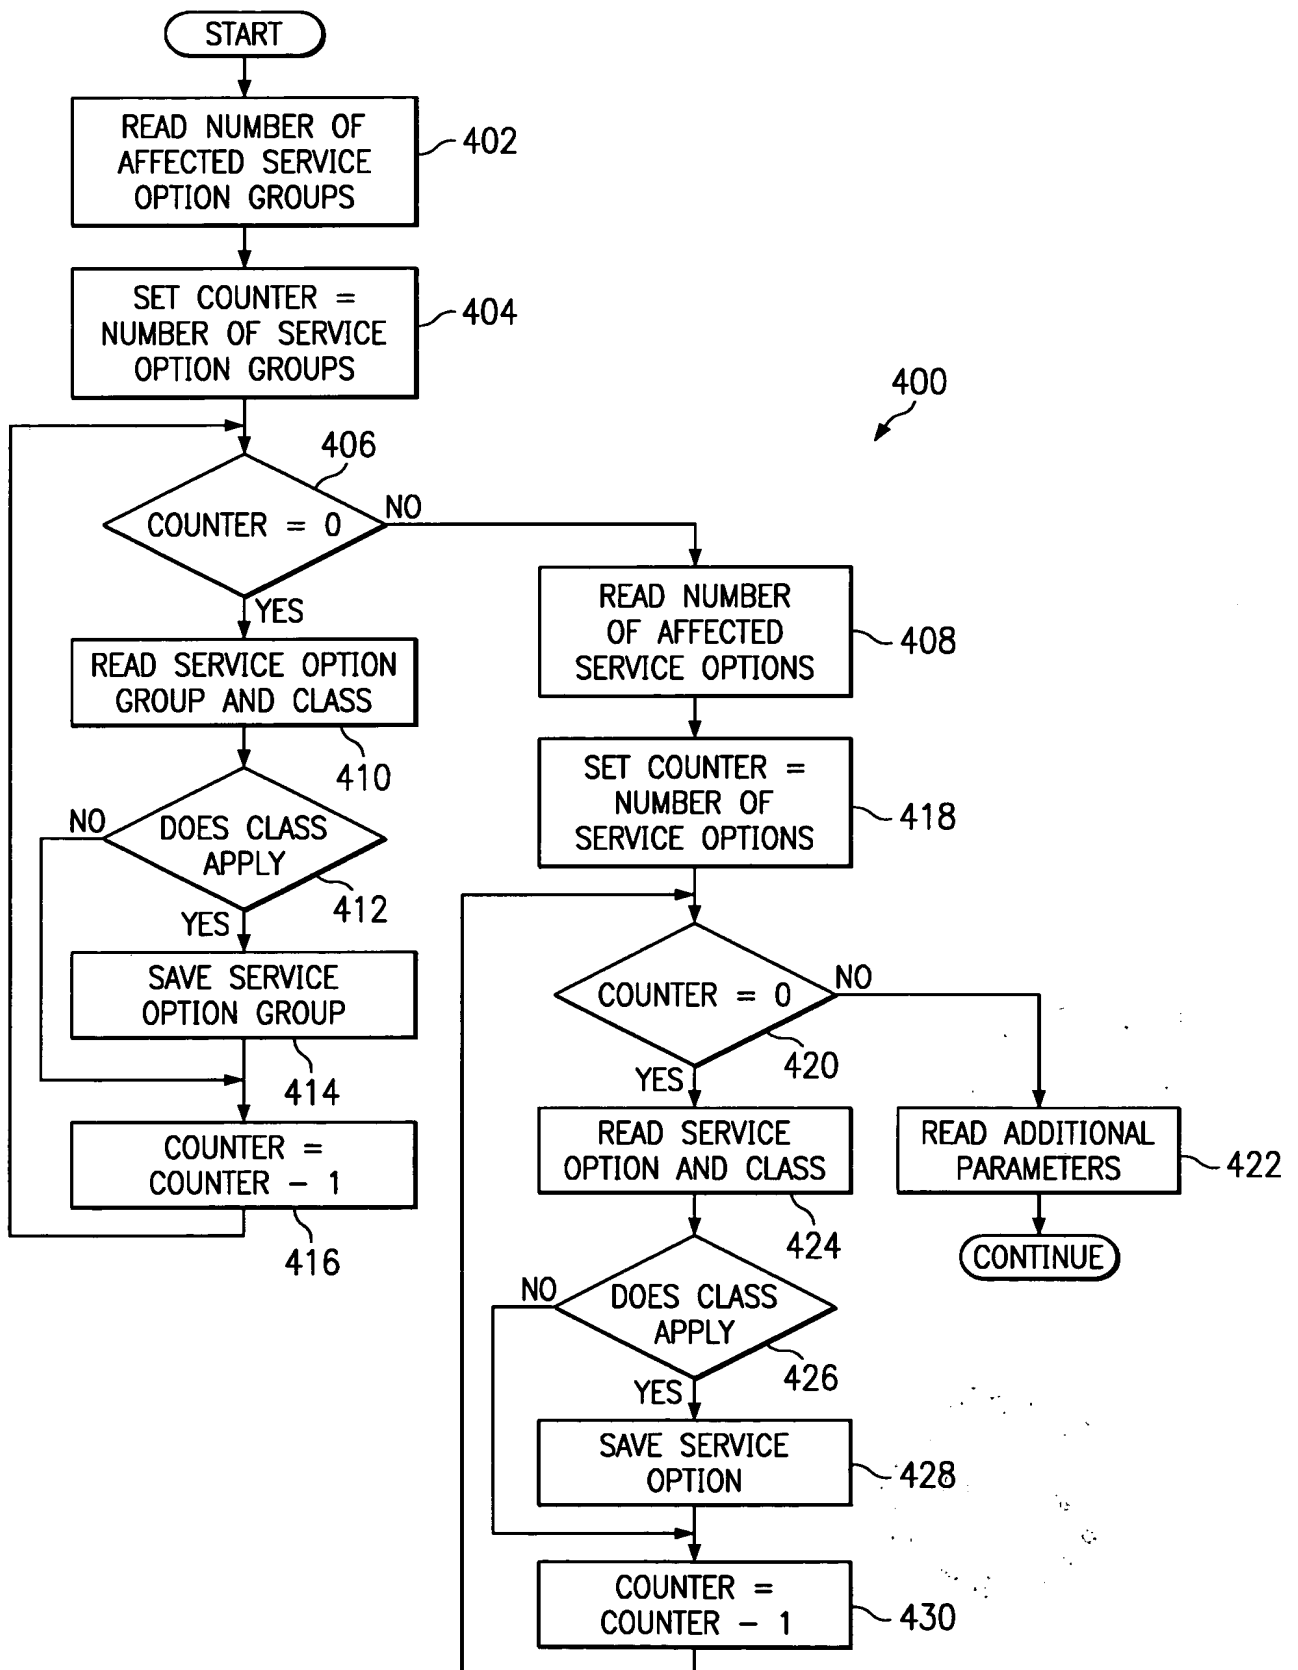 START
READ NUMBER OF
AFFECTED SERVICE
OPTION GROUPS
402
SET COUNTER =
NUMBER OF SERVICE
OPTION GROUPS
404
400
406
COUNTER = 0
NO
YES
READ SERVICE OPTION
GROUP AND CLASS
410
NO
DOES CLASS
APPLY
412
YES
SAVE SERVICE
OPTION GROUP
414
COUNTER =
COUNTER - 1
416
READ NUMBER
OF AFFECTED
SERVICE OPTIONS
408
SET COUNTER =
NUMBER OF
SERVICE OPTIONS
418
COUNTER = 0
NO
420
YES
READ SERVICE
OPTION AND CLASS
424
READ ADDITIONAL
PARAMETERS
422
CONTINUE
NO
DOES CLASS
APPLY
426
YES
SAVE SERVICE
OPTION
428
COUNTER =
COUNTER - 1
430